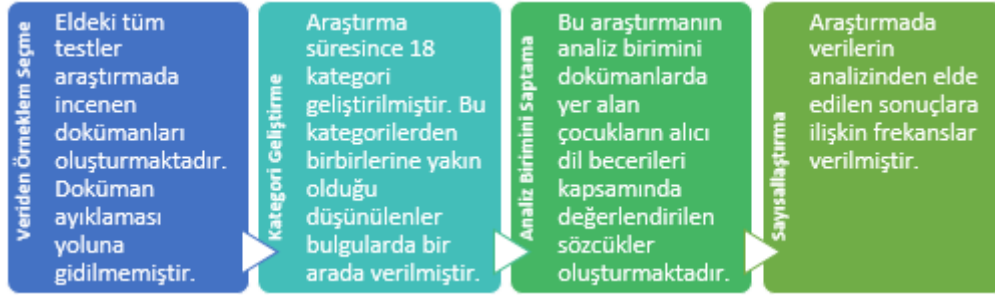 Veriden Örneklem Seçme
Eldeki tüm
testler
araştırmada
incenen
dokümanları
oluşturmaktadır.
Doküman
ayıklaması
yoluna
gidilmemiştir.
Kategori Geliştirme
Araştırma
süresince 18
kategori
geliştirilmiştir. Bu
kategorilerden
birbirlerine yakın
olduğu
düşünülenler
bulgularda bir
arada verilmiştir.
Analiz Birimini Saptama
Bu araştırmanın
analiz birimini
dokümanlarda
yer alan
çocukların alıcı
dil becerileri
kapsamında
değerlendirilen
sözcükler
oluşturmaktadır.
Sayısallaştırma
Araştırmada
verilerin
analizinden elde
edilen sonuçlara
ilişkin frekanslar
verilmiştir.